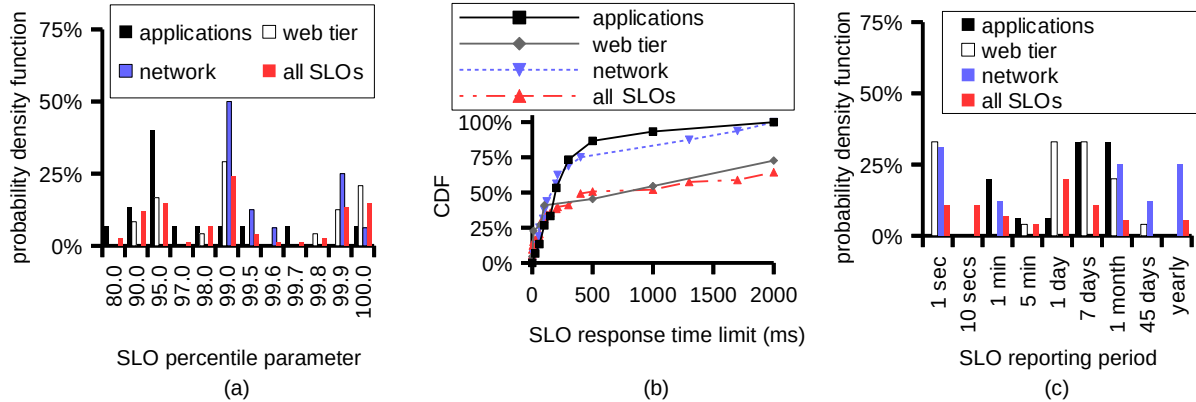 75%
50%
25%
0%
probability density function
applications
web tier
network
all SLOs
80.0
90.0
95.0
97.0
98.0
99.0
99.5
99.6
99.7
99.8
99.9
100.0
SLO percentile parameter
(a)
applications
web tier
network
all SLOs
100%
75%
50%
25%
0%
CDF
0
500
1000
1500
2000
SLO response time limit (ms)
(b)
75%
50%
25%
0%
probability density function
applications
web tier
network
all SLOs
1 sec
10 secs
1 min
5 min
1 day
7 days
1 month
45 days
yearly
SLO reporting period
(c)